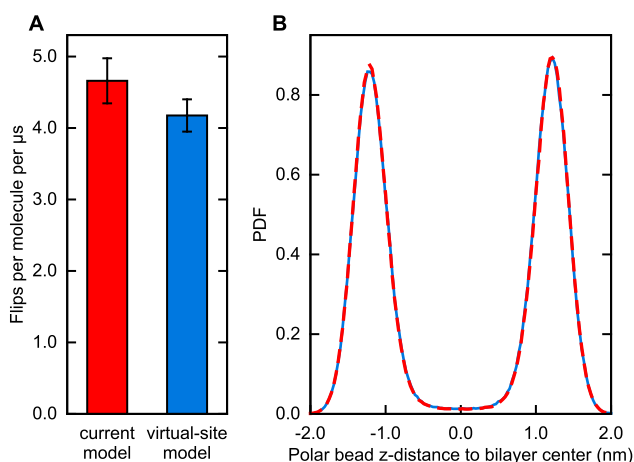 A
Flips per molecule per µs
5.0
4.0
3.0
2.0
1.0
0.0
current
model
virtual-site
model
B
PDF
0.8
0.6
0.4
0.2
0.0
-2.0 -1.0 0.0 1.0 2.0
Polar bead z-distance to bilayer center (nm)